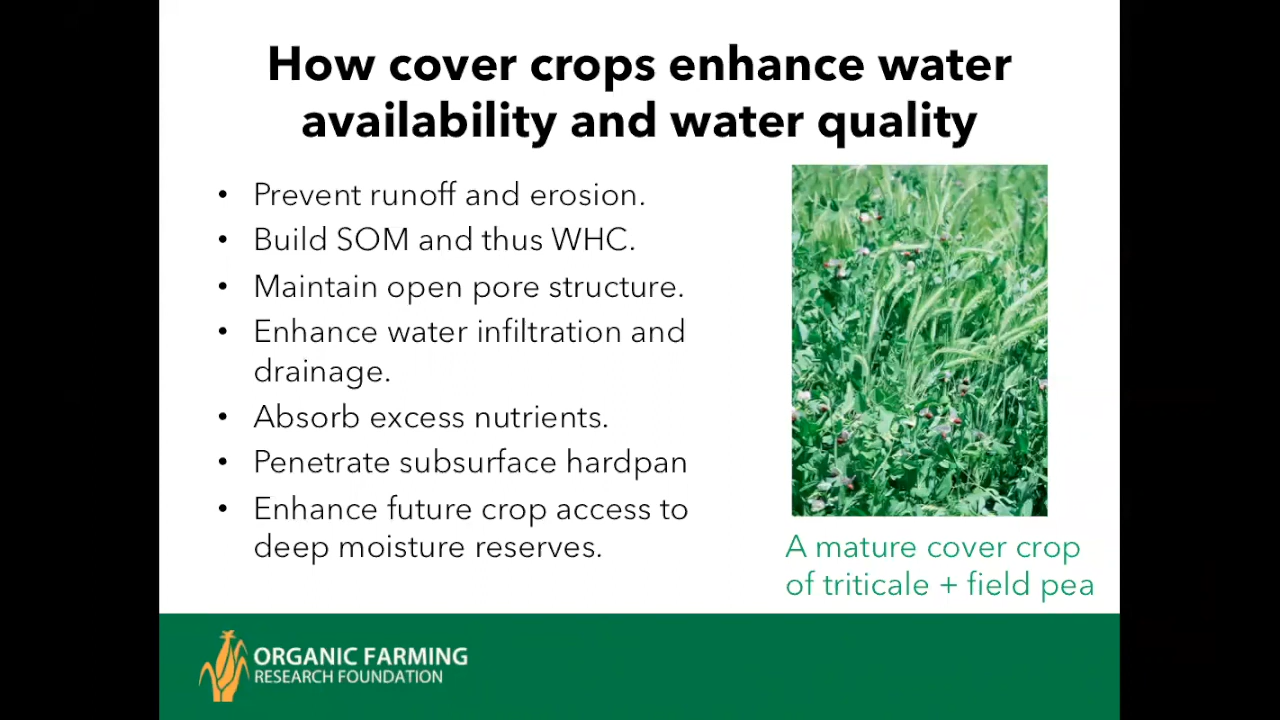 How cover crops enhance water
availability and water quality
• Prevent runoff and erosion.
• Build SOM and thus WHC.
• Maintain open pore structure.
• Enhance water infiltration and
drainage.
• Absorb excess nutrients.
• Penetrate subsurface hardpan
• Enhance future crop access to
deep moisture reserves.
A mature cover crop
of triticale + field pea
ORGANIC FARMING
RESEARCH FOUNDATION